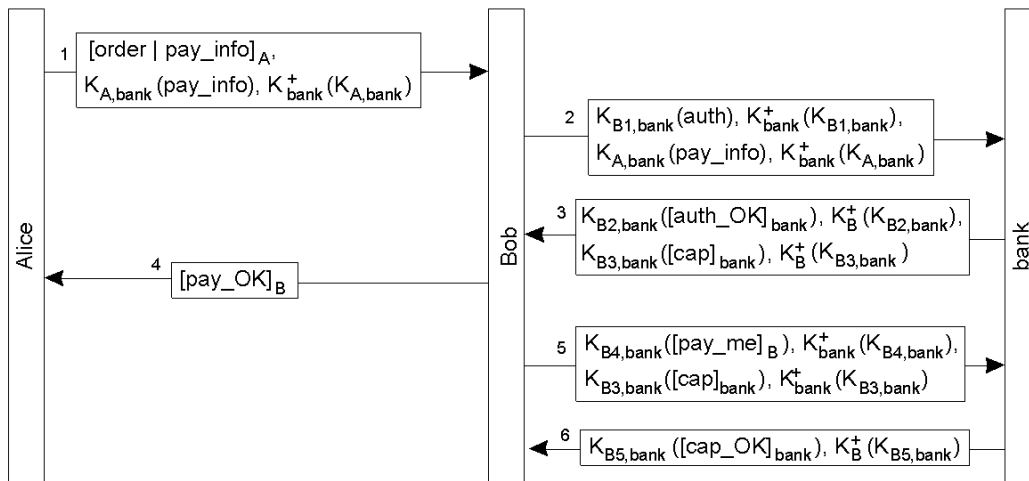 Alice
Bob
bank
1
[order | pay_info]A,
KA,bank(pay_info), K+bank(KA,bank)
2
KB1,bank(auth), K+bank(KB1,bank),
KA,bank(pay_info), K+bank(KA,bank)
3
KB2,bank([auth_OK]bank), K+B(KB2,bank),
KB3,bank([cap]bank), K+B(KB3,bank)
4
[pay_OK]B
5
KB4,bank([pay_me]B), K+bank(KB4,bank),
KB3,bank([cap]bank), K+bank(KB3,bank)
6
KB5,bank([cap_OK]bank), K+B(KB5,bank)